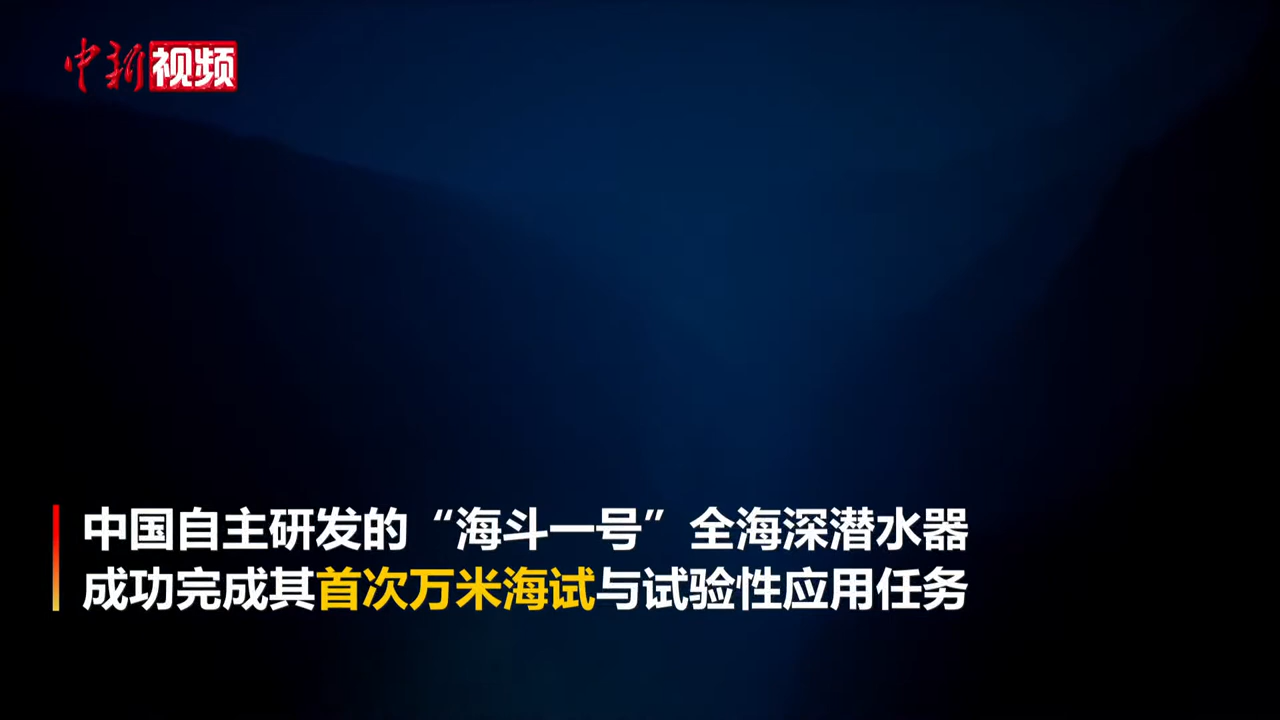 中新视频
中国自主研发的“海斗一号”全海深潜水器
成功完成其首次万米海试与试验性应用任务